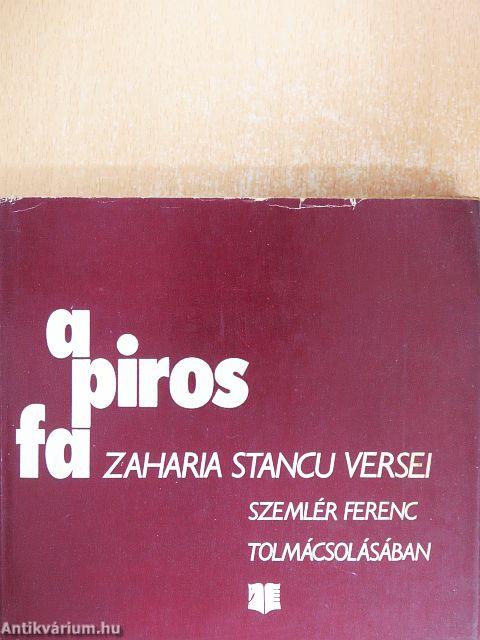 a
piros
fa ZAHARIA STANCU VERSEI
SZEMLÉR FERENC
TOLMÁCSOLÁSÁBAN
Antikvárium.hu